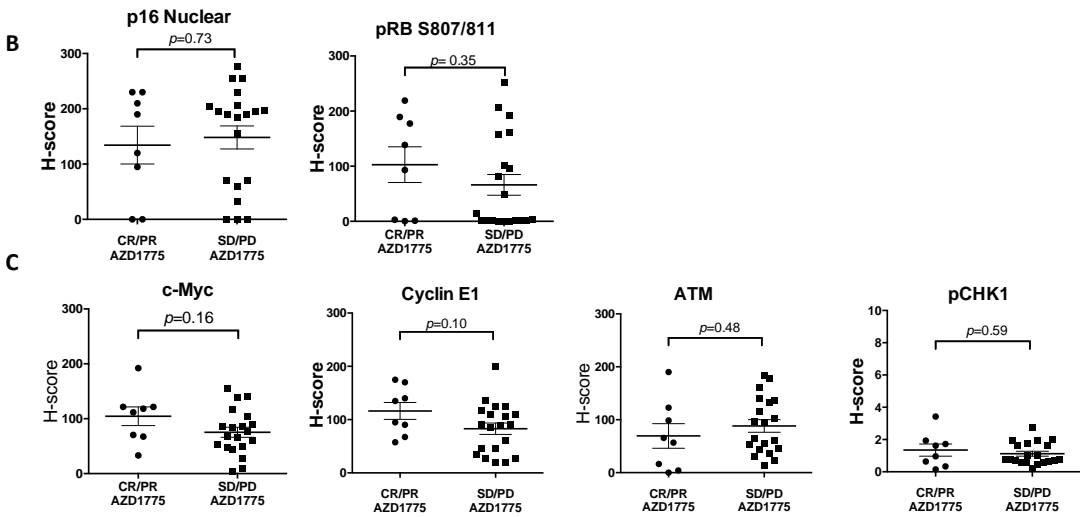 B
p16 Nuclear
p=0.73
H-score
300
200
100
0
CR/PR
AZD1775
SD/PD
AZD1775
pRB S807/811
p= 0.35
H-score
300
200
100
0
CR/PR
AZD1775
SD/PD
AZD1775
C
c-Myc
p=0.16
H-score
300
200
100
0
CR/PR
AZD1775
SD/PD
AZD1775
Cyclin E1
p=0.10
H-score
300
200
100
0
CR/PR
AZD1775
SD/PD
AZD1775
ATM
p=0.48
H-score
300
200
100
0
CR/PR
AZD1775
SD/PD
AZD1775
pCHK1
p=0.59
H-score
10
8
6
4
2
0
CR/PR
AZD1775
SD/PD
AZD1775